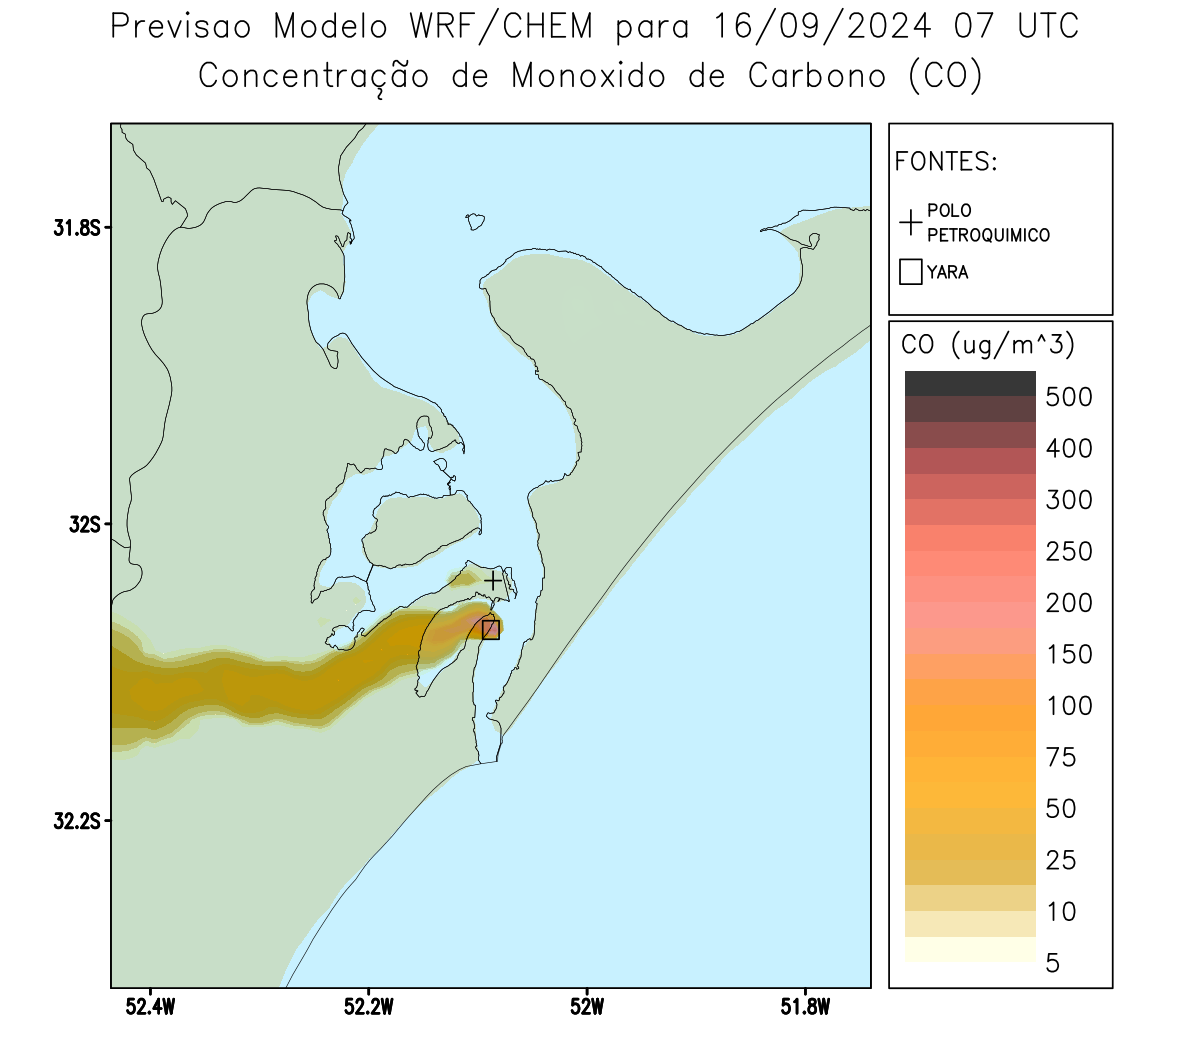 Previsao Modelo WRF/CHEM para 16/09/2024 07 UTC
Concentração de Monoxido de Carbono (CO)
FONTES:
POLO
PETROQUIMICO
YARA
CO (ug/m^3)
500
400
300
250
200
150
100
75
50
25
10
5
31.8S
32S
32.2S
52.4W
52.2W
52W
51.8W